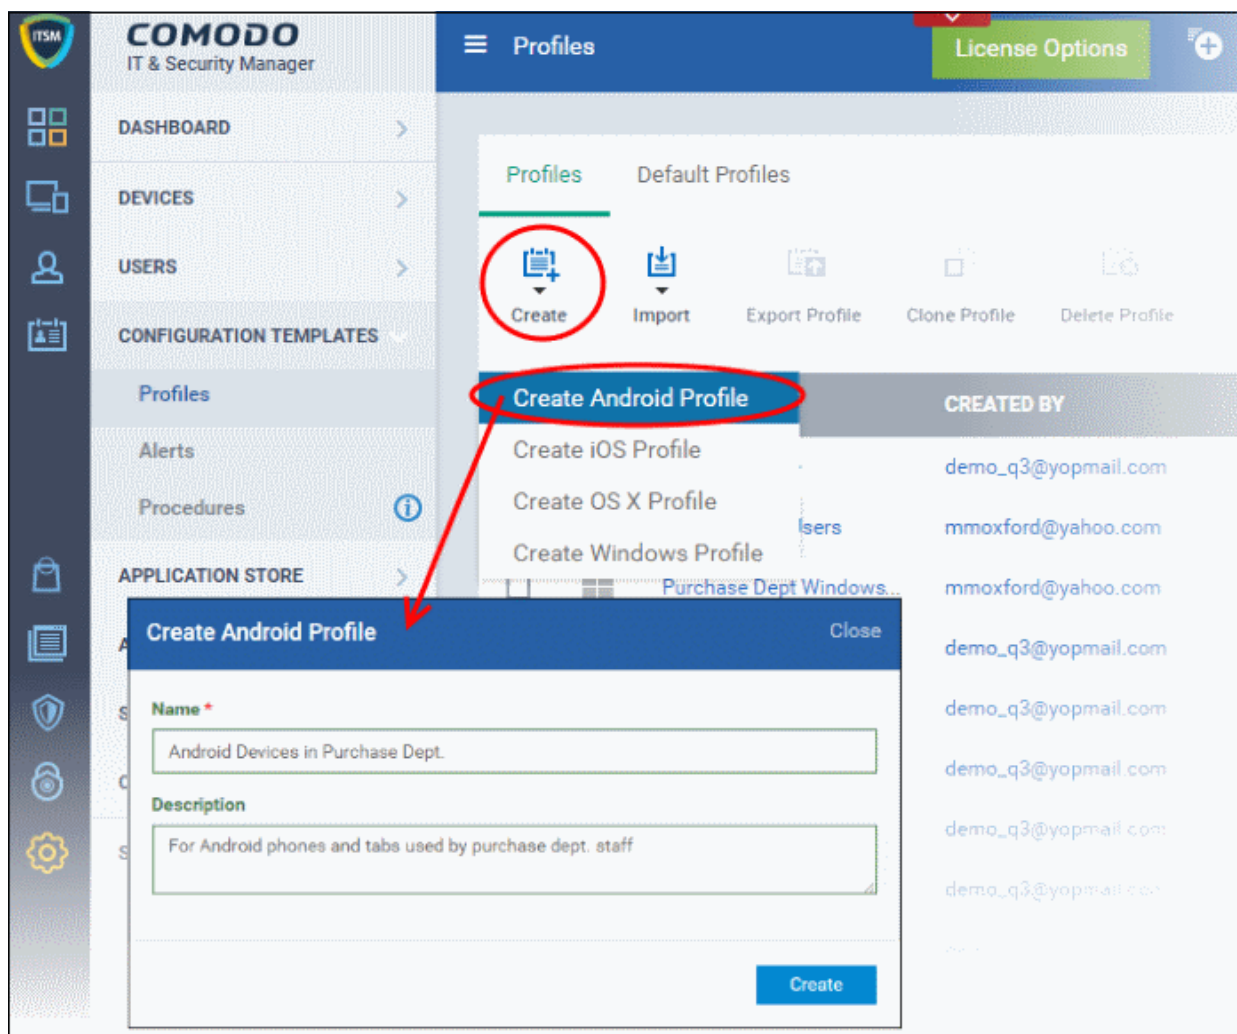 ITSM
COMODO
IT & Security Manager
Profiles
License Options
DASHBOARD
DEVICES
USERS
CONFIGURATION TEMPLATES
Profiles
Alerts
Procedures
APPLICATION STORE
Profiles
Default Profiles
Create
Import
Export Profile
Clone Profile
Delete Profile
Create Android Profile
Create iOS Profile
Create OS X Profile
Create Windows Profile
CREATED BY
demo_q3@yopmail.com
mmoxford@yahoo.com
Purchase Dept Windows...
mmoxford@yahoo.com
demo_q3@yopmail.com
demo_q3@yopmail.com
demo_q3@yopmail.com
demo_q3@yopmail.com
Create Android Profile
Close
Name *
Android Devices in Purchase Dept.
Description
For Android phones and tabs used by purchase dept. staff
Create